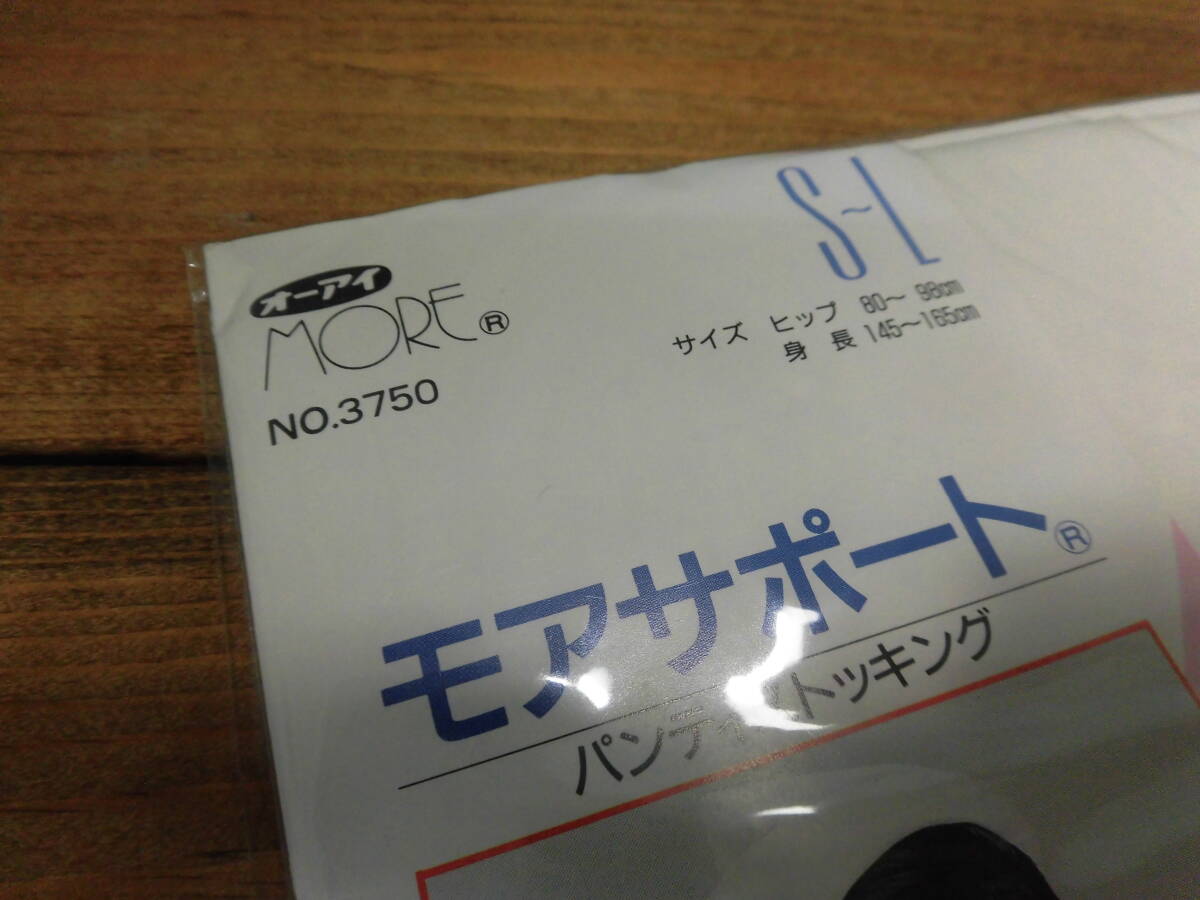 オーアイ
MORE®
NO.3750
S~L
サイズ ヒップ 80～98cm
身長 145～165cm
モアサポート®
パンティストッキング